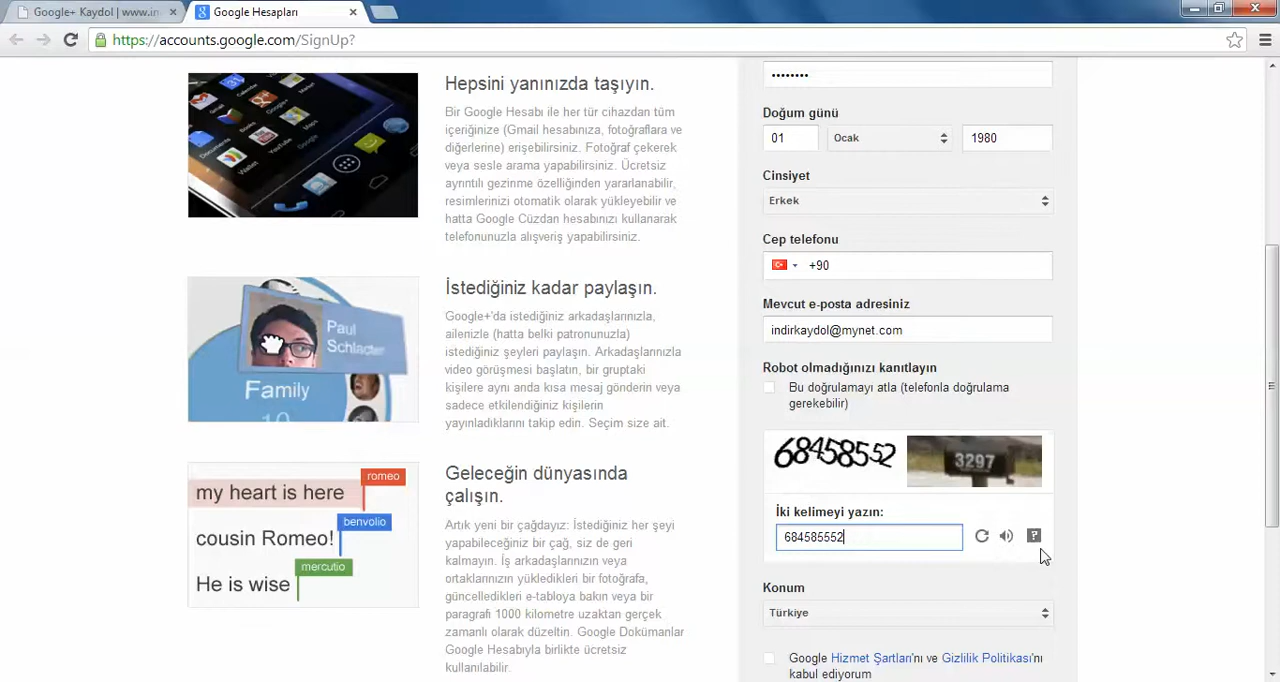 Google+ Kaydol | www.in
Google Hesapları
https://accounts.google.com/SignUp?
Hepsini yanınızda taşıyın.
Bir Google Hesabı ile her tür cihazdan tüm
içeriğinize (Gmail hesabınıza, fotoğraflara ve
diğerlerine) erişebilirsiniz. Fotoğraf çekerek
veya sesle arama yapabilirsiniz. Ücretsiz
ayrıntılı gezinme özelliğinden yararlanabilir,
resimlerinizi otomatik olarak yükleyebilir ve
hatta Google Cüzdan hesabınızı kullanarak
telefonunuzla alışveriş yapabilirsiniz.
Paul
Schlacter
Family
10
İstediğiniz kadar paylaşın.
Google+'da istediğiniz arkadaşlarınızla,
ailenizle (hatta belki patronunuzla)
istediğiniz şeyleri paylaşın. Arkadaşlarınızla
video görüşmesi başlatın, bir gruptaki
kişilere aynı anda kısa mesaj gönderin veya
sadece etkilendiğiniz kişilerin
yayınladıklarını takip edin. Seçim size ait.
romeo
my heart is here
benvolio
cousin Romeo!
mercutio
He is wise
Geleceğin dünyasında
çalışın.
Artık yeni bir çağdayız: İstediğiniz her şeyi
yapabileceğiniz bir çağ, siz de geri
kalmayın. İş arkadaşlarınızın veya
ortaklarınızın yükledikleri bir fotoğrafa,
güncelledikleri e-tabloya bakın veya bir
paragrafı 1000 kilometre uzaktan gerçek
zamanlı olarak düzeltin. Google Dokümanlar
Google Hesabıyla birlikte ücretsiz
kullanılabilir.
••••••••
Doğum günü
01 Ocak 1980
Cinsiyet
Erkek
Cep telefonu
+90
Mevcut e-posta adresiniz
indirkaydol@mynet.com
Robot olmadığınızı kanıtlayın
Bu doğrulamayı atla (telefonla doğrulama
gerekebilir)
68458552 3297
İki kelimeyi yazın:
684585552
?
Konum
Türkiye
Google Hizmet Şartları'nı ve Gizlilik Politikası'nı
kabul ediyorum